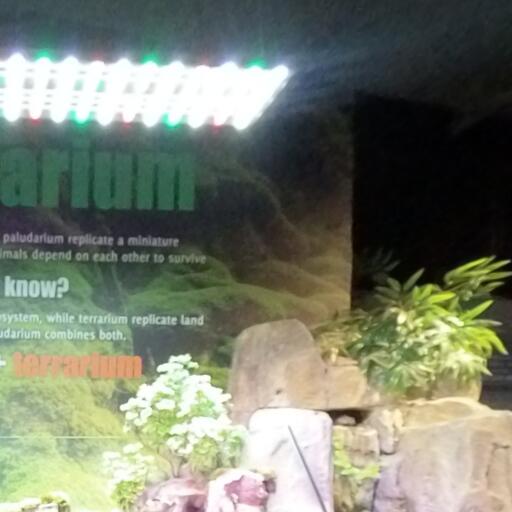 arium
paludarium replicate a miniature
imals depend on each other to survive
know?
system, while terrarium replicate land
udarium combines both.
terrarium